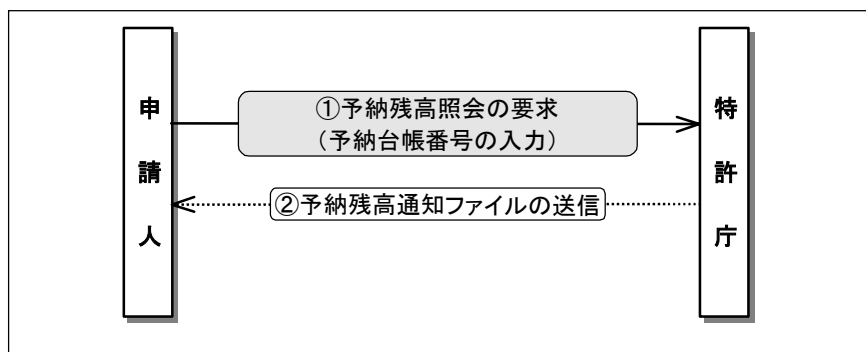 申請人
①予納残高照会の要求
（予納台帳番号の入力）
②予納残高通知ファイルの送信
特許庁